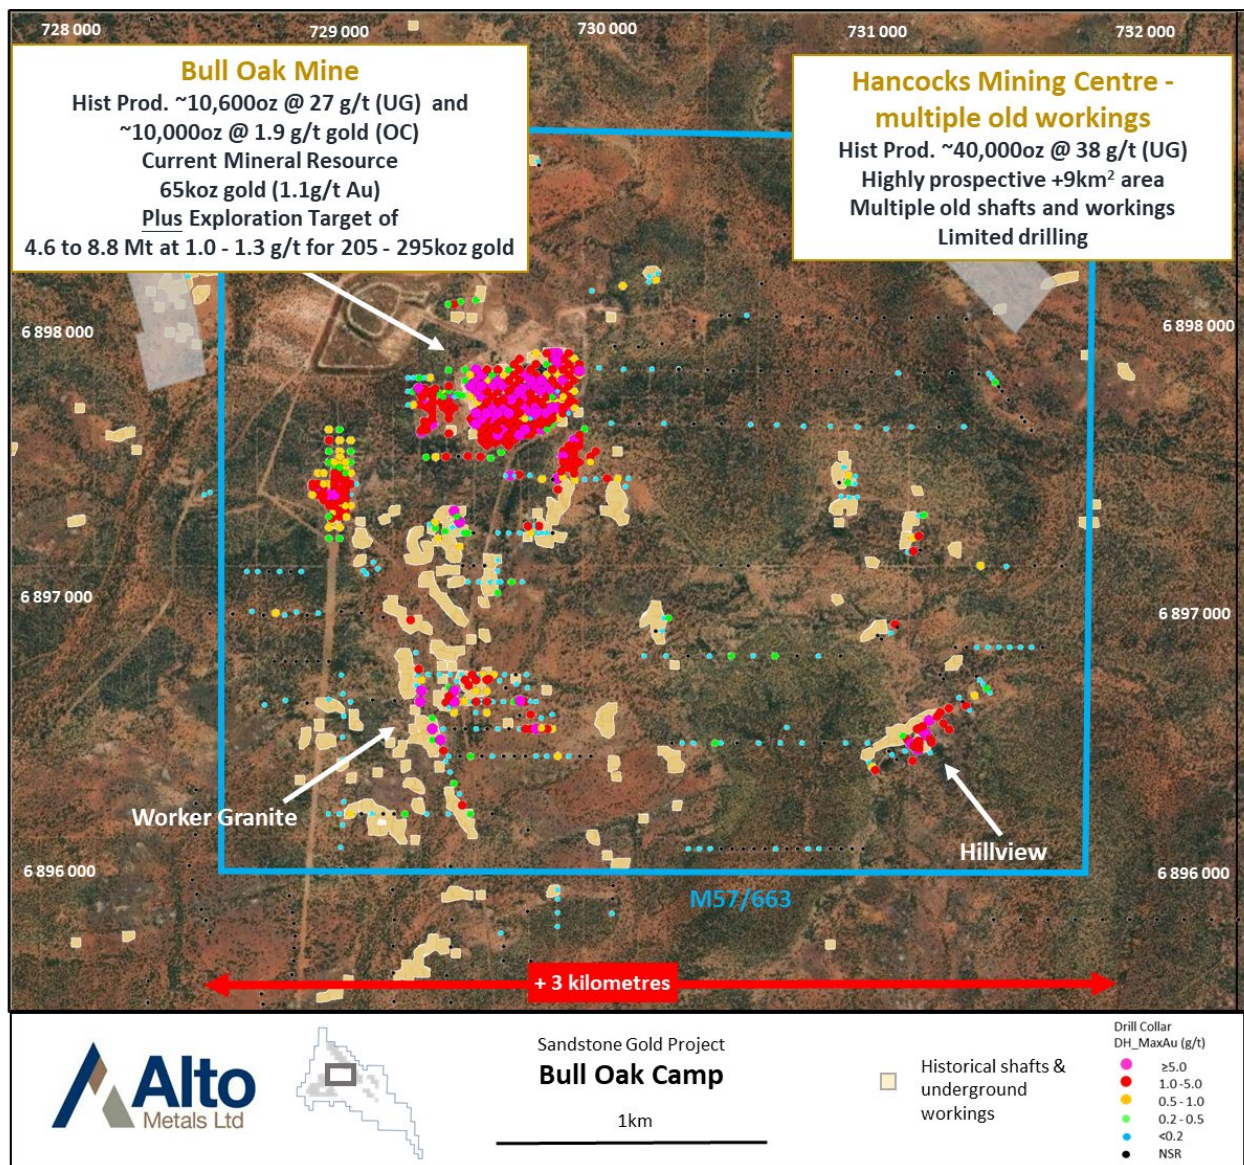 728 000
729 000
730 000
731 000
732 000
Bull Oak Mine
Hist Prod. ~10,600oz @ 27 g/t (UG) and
~10,000oz @ 1.9 g/t gold (OC)
Current Mineral Resource
65koz gold (1.1g/t Au)
Plus Exploration Target of
4.6 to 8.8 Mt at 1.0 - 1.3 g/t for 205 - 295koz gold
Hancocks Mining Centre -
multiple old workings
Hist Prod. ~40,000oz @ 38 g/t (UG)
Highly prospective +9km² area
Multiple old shafts and workings
Limited drilling
6 898 000
6 898 000
6 897 000
6 897 000
Worker Granite
Hillview
6 896 000
6 896 000
M57/663
+ 3 kilometres
Alto
Metals Ltd
Sandstone Gold Project
Bull Oak Camp
1km
Historical shafts &
underground
workings
Drill Collar
DH_MaxAu (g/t)
≥5.0
1.0 -5.0
0.5 - 1.0
0.2 - 0.5
<0.2
NSR